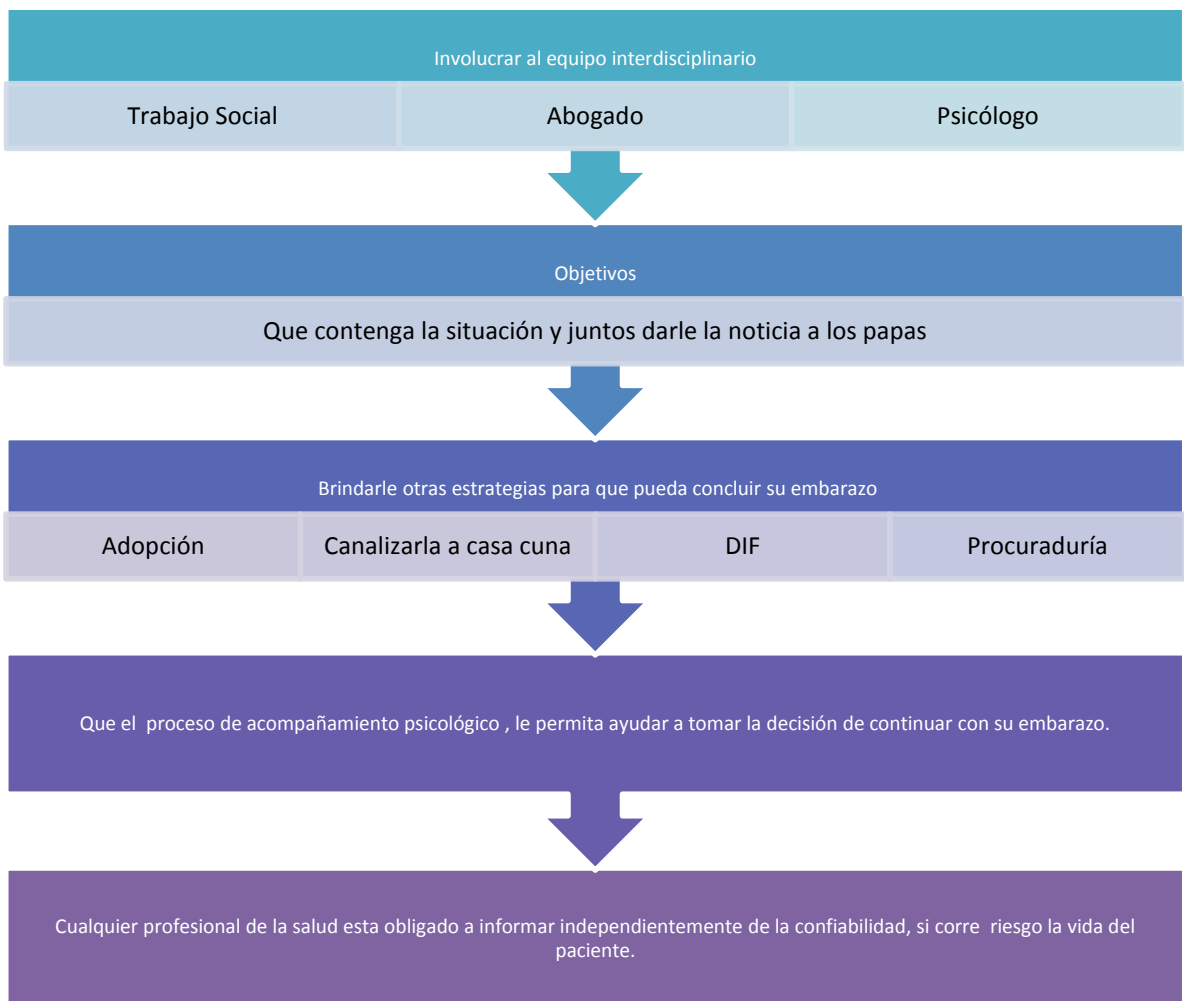 Involucrar al equipo interdisciplinario
Trabajo Social
Abogado
Psicólogo
Objetivos
Que contenga la situación y juntos darle la noticia a los papas
Brindarle otras estrategias para que pueda concluir su embarazo
Adopción
Canalizarla a casa cuna
DIF
Procuraduría
Que el proceso de acompañamiento psicológico , le permita ayudar a tomar la decisión de continuar con su embarazo.
Cualquier profesional de la salud esta obligado a informar independientemente de la confiabilidad, si corre riesgo la vida del
paciente.